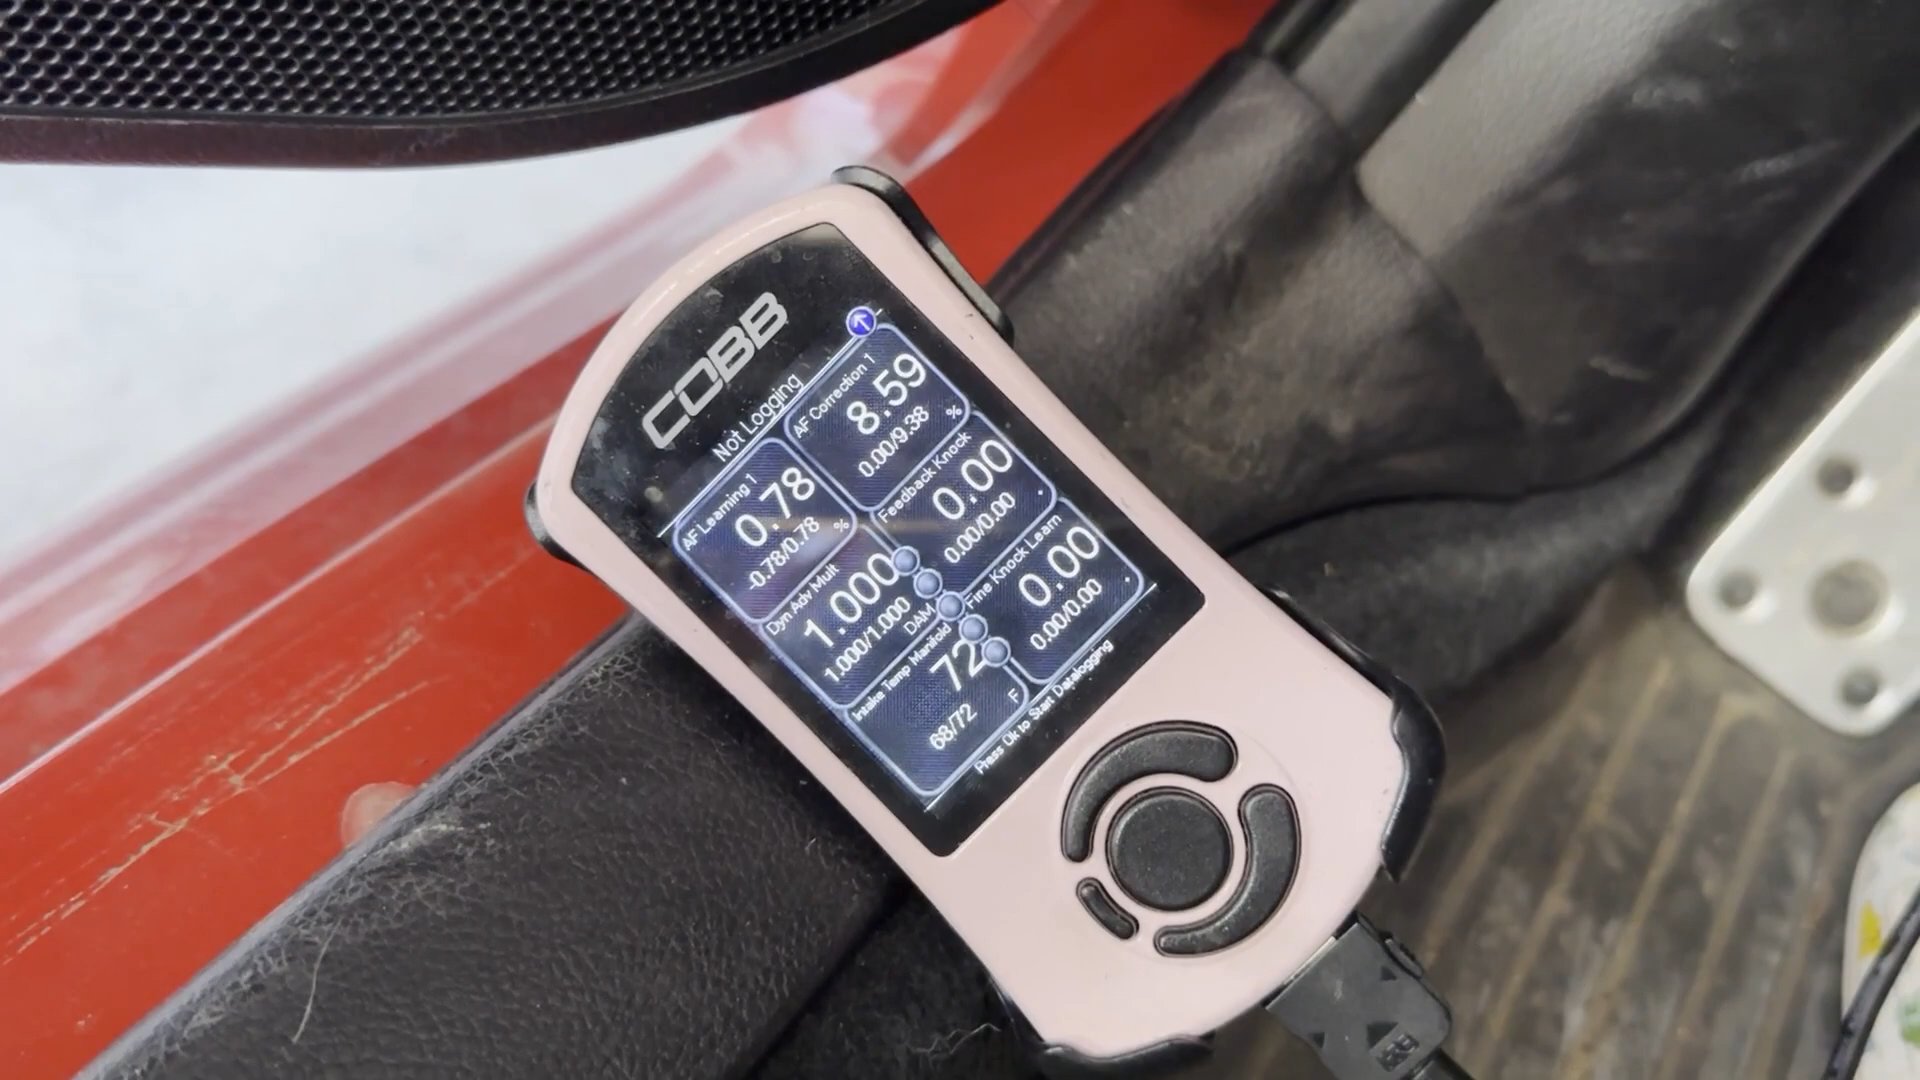 COBB
Not Logging
AF Learning 1
0.78
-0.78/0.78 %
AF Correction 1
8.59
0.00/9.38 %
Dyn Adv Mult
1.000
1.000/1.000
DAM
Feedback Knock
0.00
0.00/0.00
Intake Temp Manifold
72
68/72 F
Fine Knock Learn
0.00
0.00/0.00
Press Ok to Start Datalogging